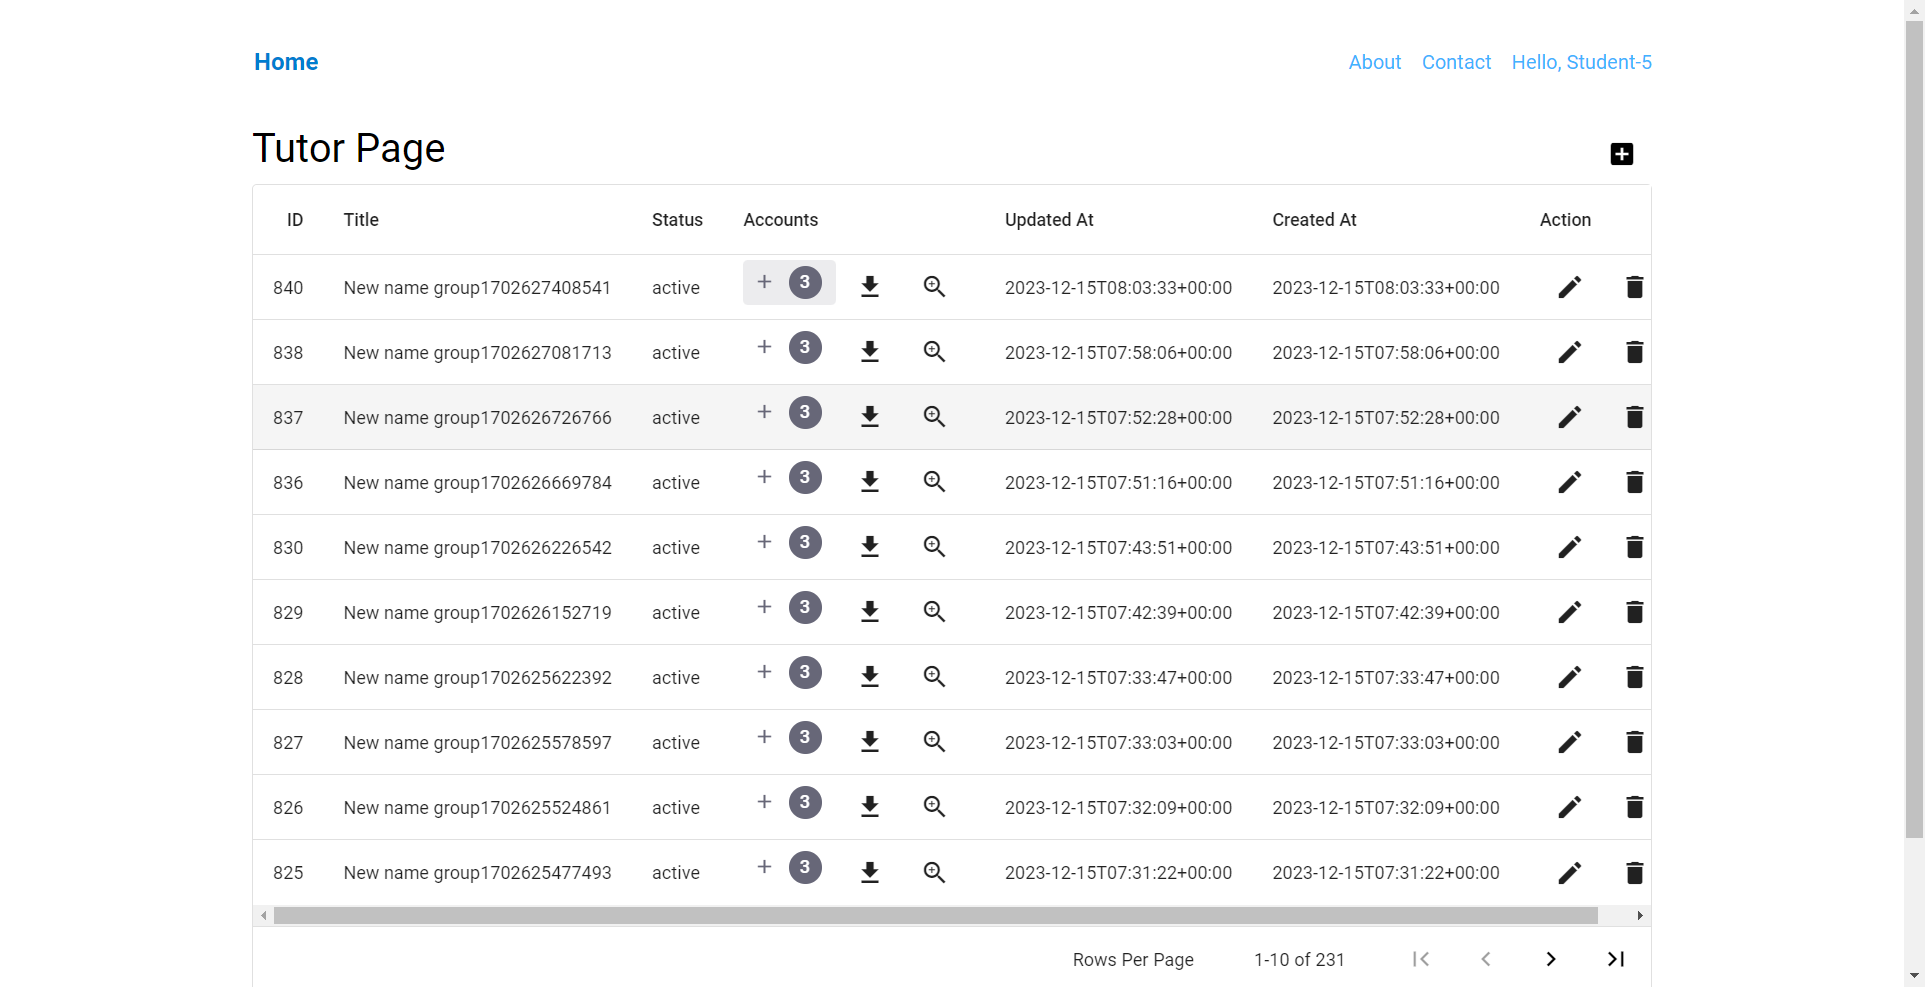 Home About Contact Hello, Student-5
Tutor Page
ID Title Status Accounts Updated At Created At Action
840 New name group1702627408541 active + 3 2023-12-15T08:03:33+00:00 2023-12-15T08:03:33+00:00
838 New name group1702627081713 active + 3 2023-12-15T07:58:06+00:00 2023-12-15T07:58:06+00:00
837 New name group1702626726766 active + 3 2023-12-15T07:52:28+00:00 2023-12-15T07:52:28+00:00
836 New name group1702626669784 active + 3 2023-12-15T07:51:16+00:00 2023-12-15T07:51:16+00:00
830 New name group1702626226542 active + 3 2023-12-15T07:43:51+00:00 2023-12-15T07:43:51+00:00
829 New name group1702626152719 active + 3 2023-12-15T07:42:39+00:00 2023-12-15T07:42:39+00:00
828 New name group1702625622392 active + 3 2023-12-15T07:33:47+00:00 2023-12-15T07:33:47+00:00
827 New name group1702625578597 active + 3 2023-12-15T07:33:03+00:00 2023-12-15T07:33:03+00:00
826 New name group1702625524861 active + 3 2023-12-15T07:32:09+00:00 2023-12-15T07:32:09+00:00
825 New name group1702625477493 active + 3 2023-12-15T07:31:22+00:00 2023-12-15T07:31:22+00:00
Rows Per Page 1-10 of 231